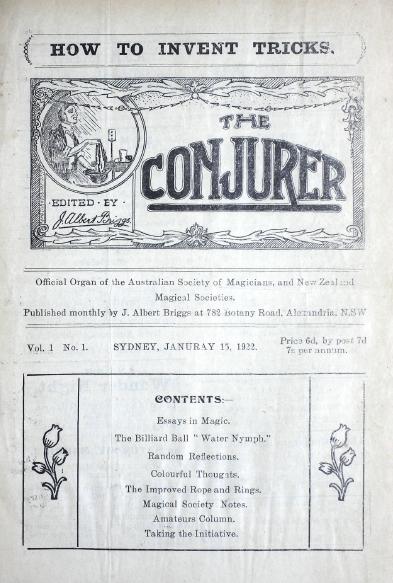 HOW TO INVENT TRICKS.
THE
CONJURER
EDITED · BY ·
J. Albert Briggs.
Official Organ of the Australian Society of Magicians, and New Zealand
Magical Societies.
Published monthly by J. Albert Briggs at 782 Botany Road, Alexandria, N.SW
Vol. 1 No. 1. SYDNEY, JANURAY 15, 1922. Price 6d, by post 7d
7s per annum.
CONTENTS:—
Essays in Magic.
The Billiard Ball "Water Nymph."
Random Reflections.
Colourful Thoughts.
The Improved Rope and Rings.
Magical Society Notes.
Amateurs Column.
Taking the Initiative.